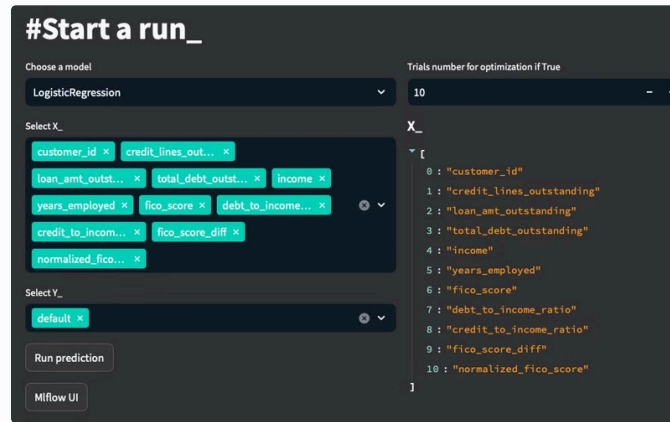 #Start a run_
Choose a model
LogisticRegression
Select X_
customer_id × credit_lines_out... ×
loan_amt_outst... × total_debt_outst... × income ×
years_employed × fico_score × debt_to_income... ×
credit_to_incom... × fico_score_diff ×
normalized_fico... ×
Select Y_
default ×
Run prediction
Mlflow UI
Trials number for optimization if True
10
X_
[
0 : "customer_id"
1 : "credit_lines_outstanding"
2 : "loan_amt_outstanding"
3 : "total_debt_outstanding"
4 : "income"
5 : "years_employed"
6 : "fico_score"
7 : "debt_to_income_ratio"
8 : "credit_to_income_ratio"
9 : "fico_score_diff"
10 : "normalized_fico_score"
]